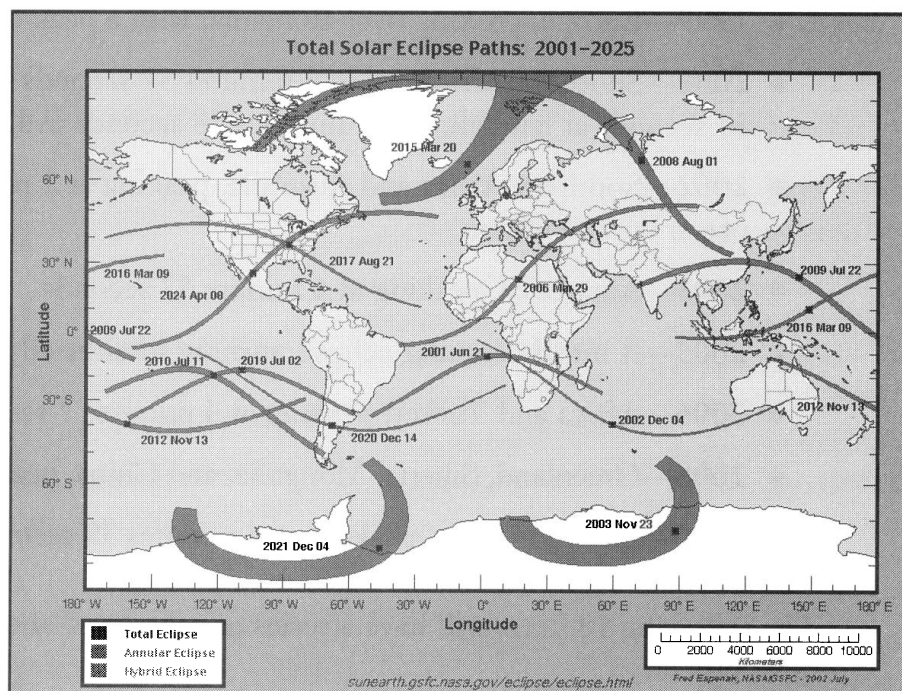 Total Solar Eclipse Paths: 2001–2025
2015 Mar 20
2008 Aug 01
60° N
2017 Aug 21
30° N
2016 Mar 09
2006 Mar 29
2009 Jul 22
2024 Apr 08
2016 Mar 09
Latitude
0°
2009 Jul 22
2001 Jun 21
2010 Jul 11
2019 Jul 02
30° S
2012 Nov 13
2002 Dec 04
2012 Nov 13
2020 Dec 14
60° S
2003 Nov 23
2021 Dec 04
180° W
150° W
120° W
90° W
60° W
30° W
0°
30° E
60° E
90° E
120° E
150° E
180° E
Longitude
Total Eclipse
Annular Eclipse
Hybrid Eclipse
0 2000 4000 6000 8000 10000
Kilometers
sunearth.gsfc.nasa.gov/eclipse/eclipse.html
Fred Espenak, NASA/GSFC - 2002 July